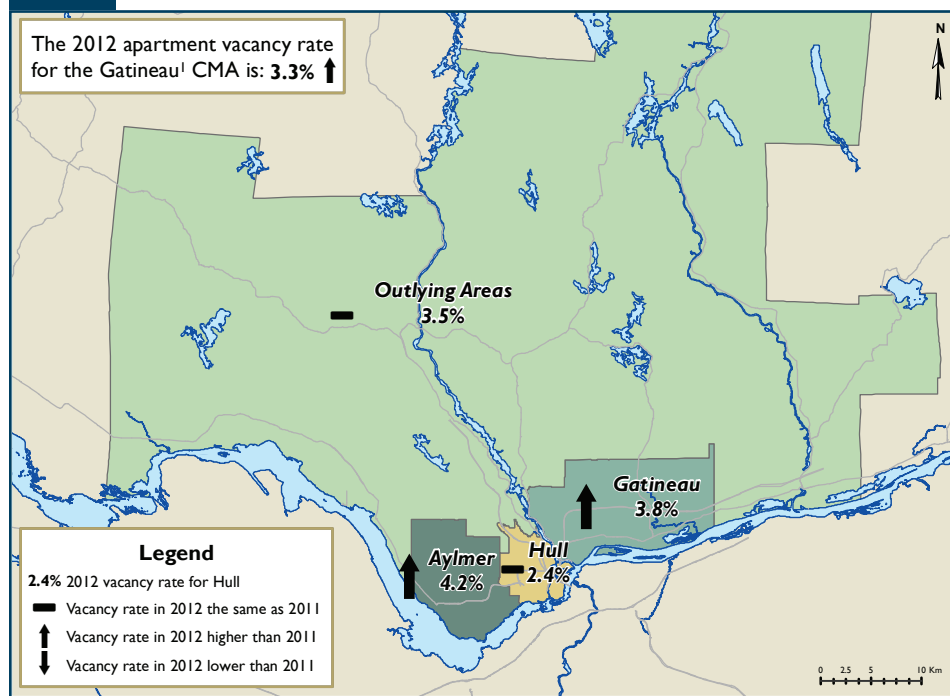 The 2012 apartment vacancy rate
for the Gatineau¹ CMA is: 3.3%
N
Outlying Areas
3.5%
Gatineau
3.8%
Hull
2.4%
Aylmer
4.2%
Legend
2.4% 2012 vacancy rate for Hull
Vacancy rate in 2012 the same as 2011
Vacancy rate in 2012 higher than 2011
Vacancy rate in 2012 lower than 2011
0 2.5 5 10 Km